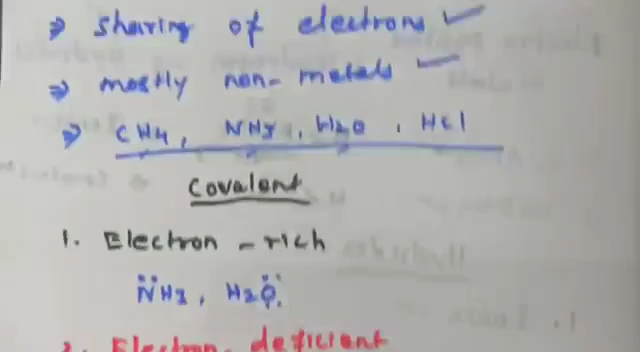 ⇒ sharing of electrons ✓
⇒ mostly non-metals ✓
⇒ CH4, NH3, H2O, HCl
Covalent
1. Electron-rich
NH3, H2O.
2. Electron-deficient